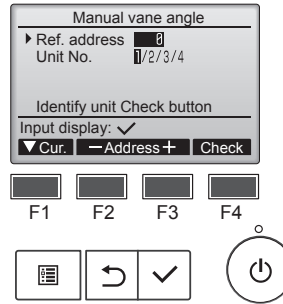 Manual vane angle
Ref. address 0
Unit No. 1/2/3/4
Identify unit Check button
Input display: ✓
▼ Cur. − Address + Check
F1 F2 F3 F4